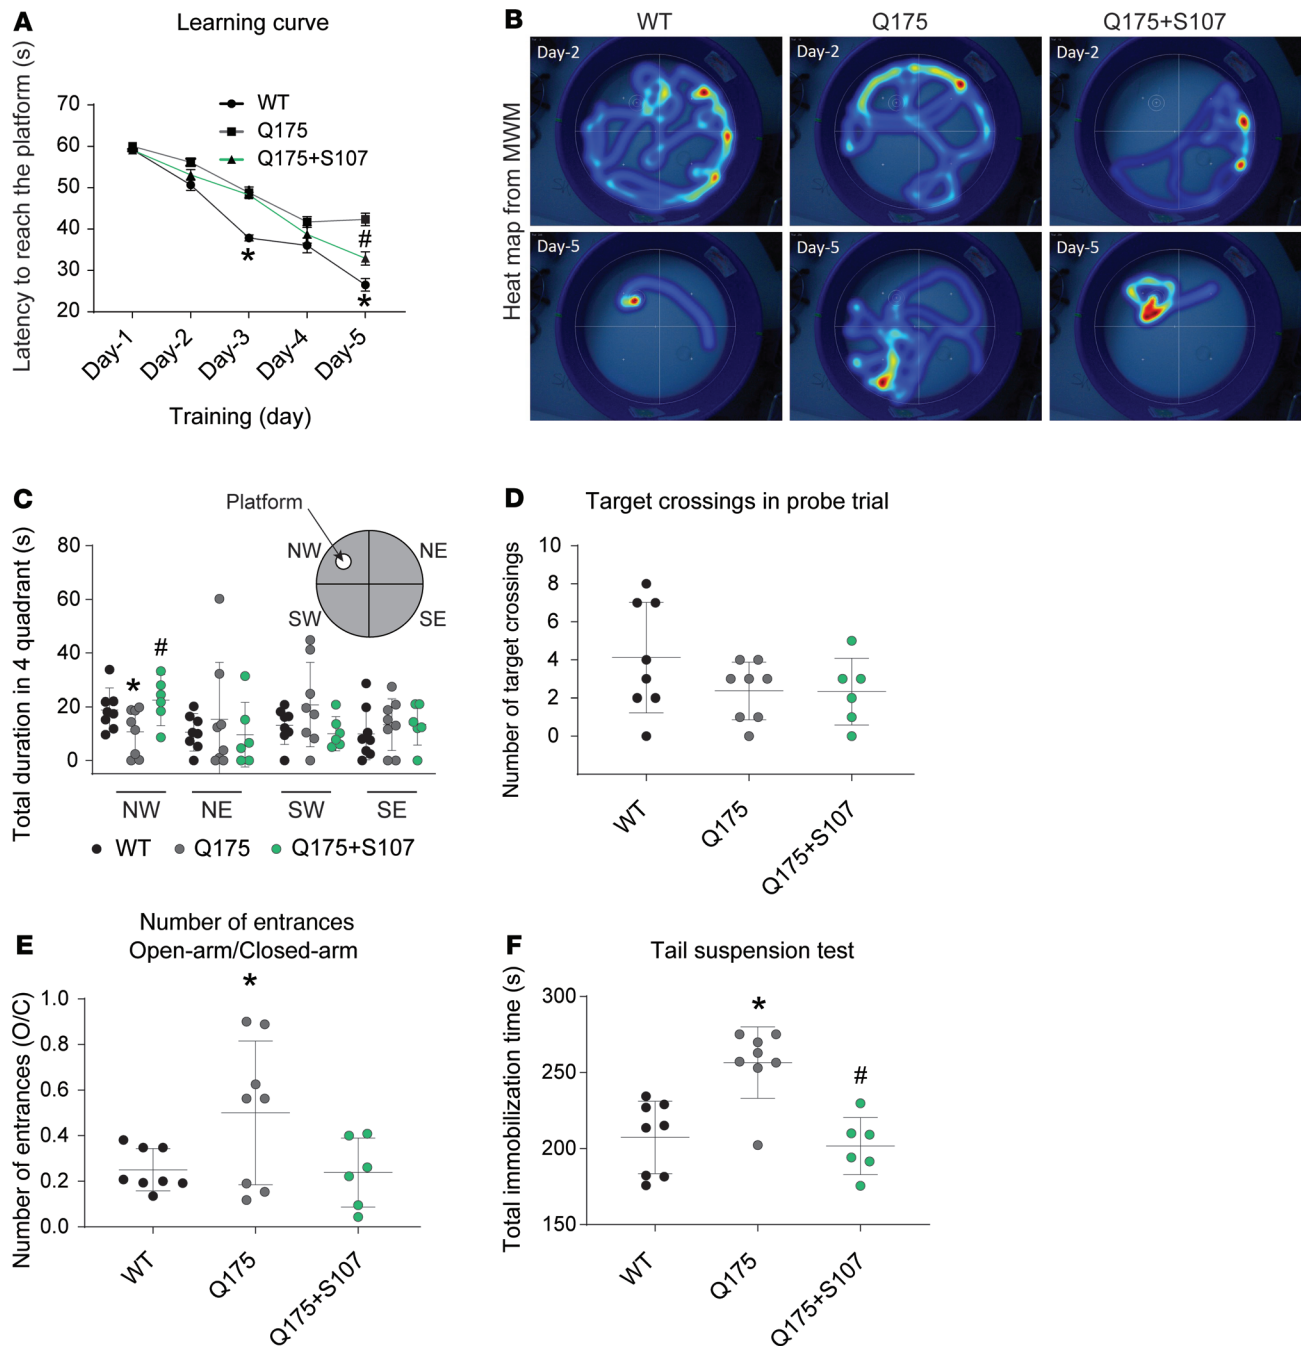 A
Learning curve
Latency to reach the platform (s)
70
60
50
40
30
20
WT
Q175
Q175+S107
*
#
*
Day-1
Day-2
Day-3
Day-4
Day-5
Training (day)
B
WT
Q175
Q175+S107
Heat map from MWM
Day-2
Day-2
Day-2
Day-5
Day-5
Day-5
C
Total duration in 4 quadrant (s)
80
60
40
20
0
Platform
NW
NE
SW
SE
*
#
NW
NE
SW
SE
WT
Q175
Q175+S107
D
Target crossings in probe trial
Number of target crossings
10
8
6
4
2
0
WT
Q175
Q175+S107
E
Number of entrances
Open-arm/Closed-arm
Number of entrances (O/C)
1.0
0.8
0.6
0.4
0.2
0.0
*
WT
Q175
Q175+S107
F
Tail suspension test
Total immobilization time (s)
300
250
200
150
*
#
WT
Q175
Q175+S107